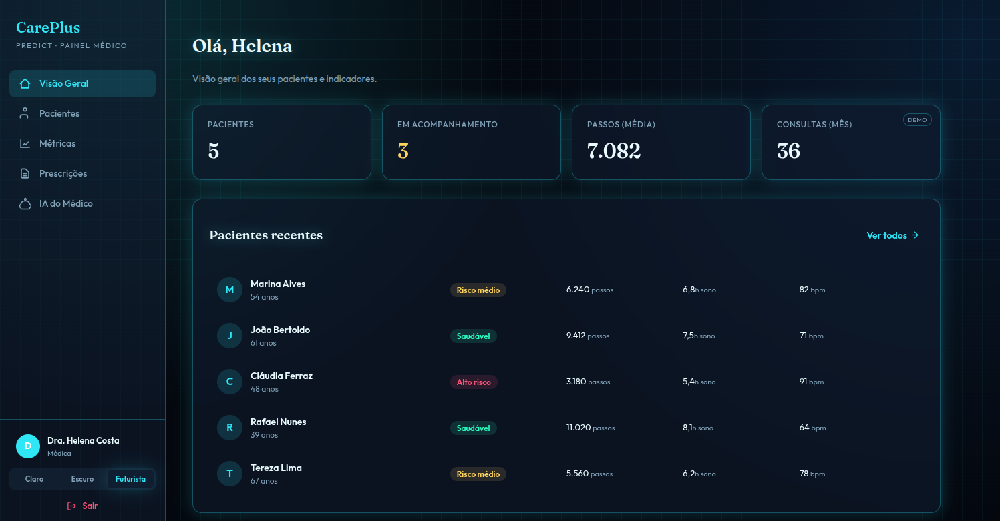 CarePlus
PREDICT · PAINEL MÉDICO
Visão Geral
Pacientes
Métricas
Prescrições
IA do Médico
D
Dra. Helena Costa
Médica
Claro Escuro Futurista
Sair
Olá, Helena
Visão geral dos seus pacientes e indicadores.
PACIENTES
5
EM ACOMPANHAMENTO
3
PASSOS (MÉDIA)
7.082
CONSULTAS (MÊS)
DEMO
36
Pacientes recentes
Ver todos →
M
Marina Alves
54 anos
Risco médio
6.240 passos
6,8h sono
82 bpm
J
João Bertoldo
61 anos
Saudável
9.412 passos
7,5h sono
71 bpm
C
Cláudia Ferraz
48 anos
Alto risco
3.180 passos
5,4h sono
91 bpm
R
Rafael Nunes
39 anos
Saudável
11.020 passos
8,1h sono
64 bpm
T
Tereza Lima
67 anos
Risco médio
5.560 passos
6,2h sono
78 bpm